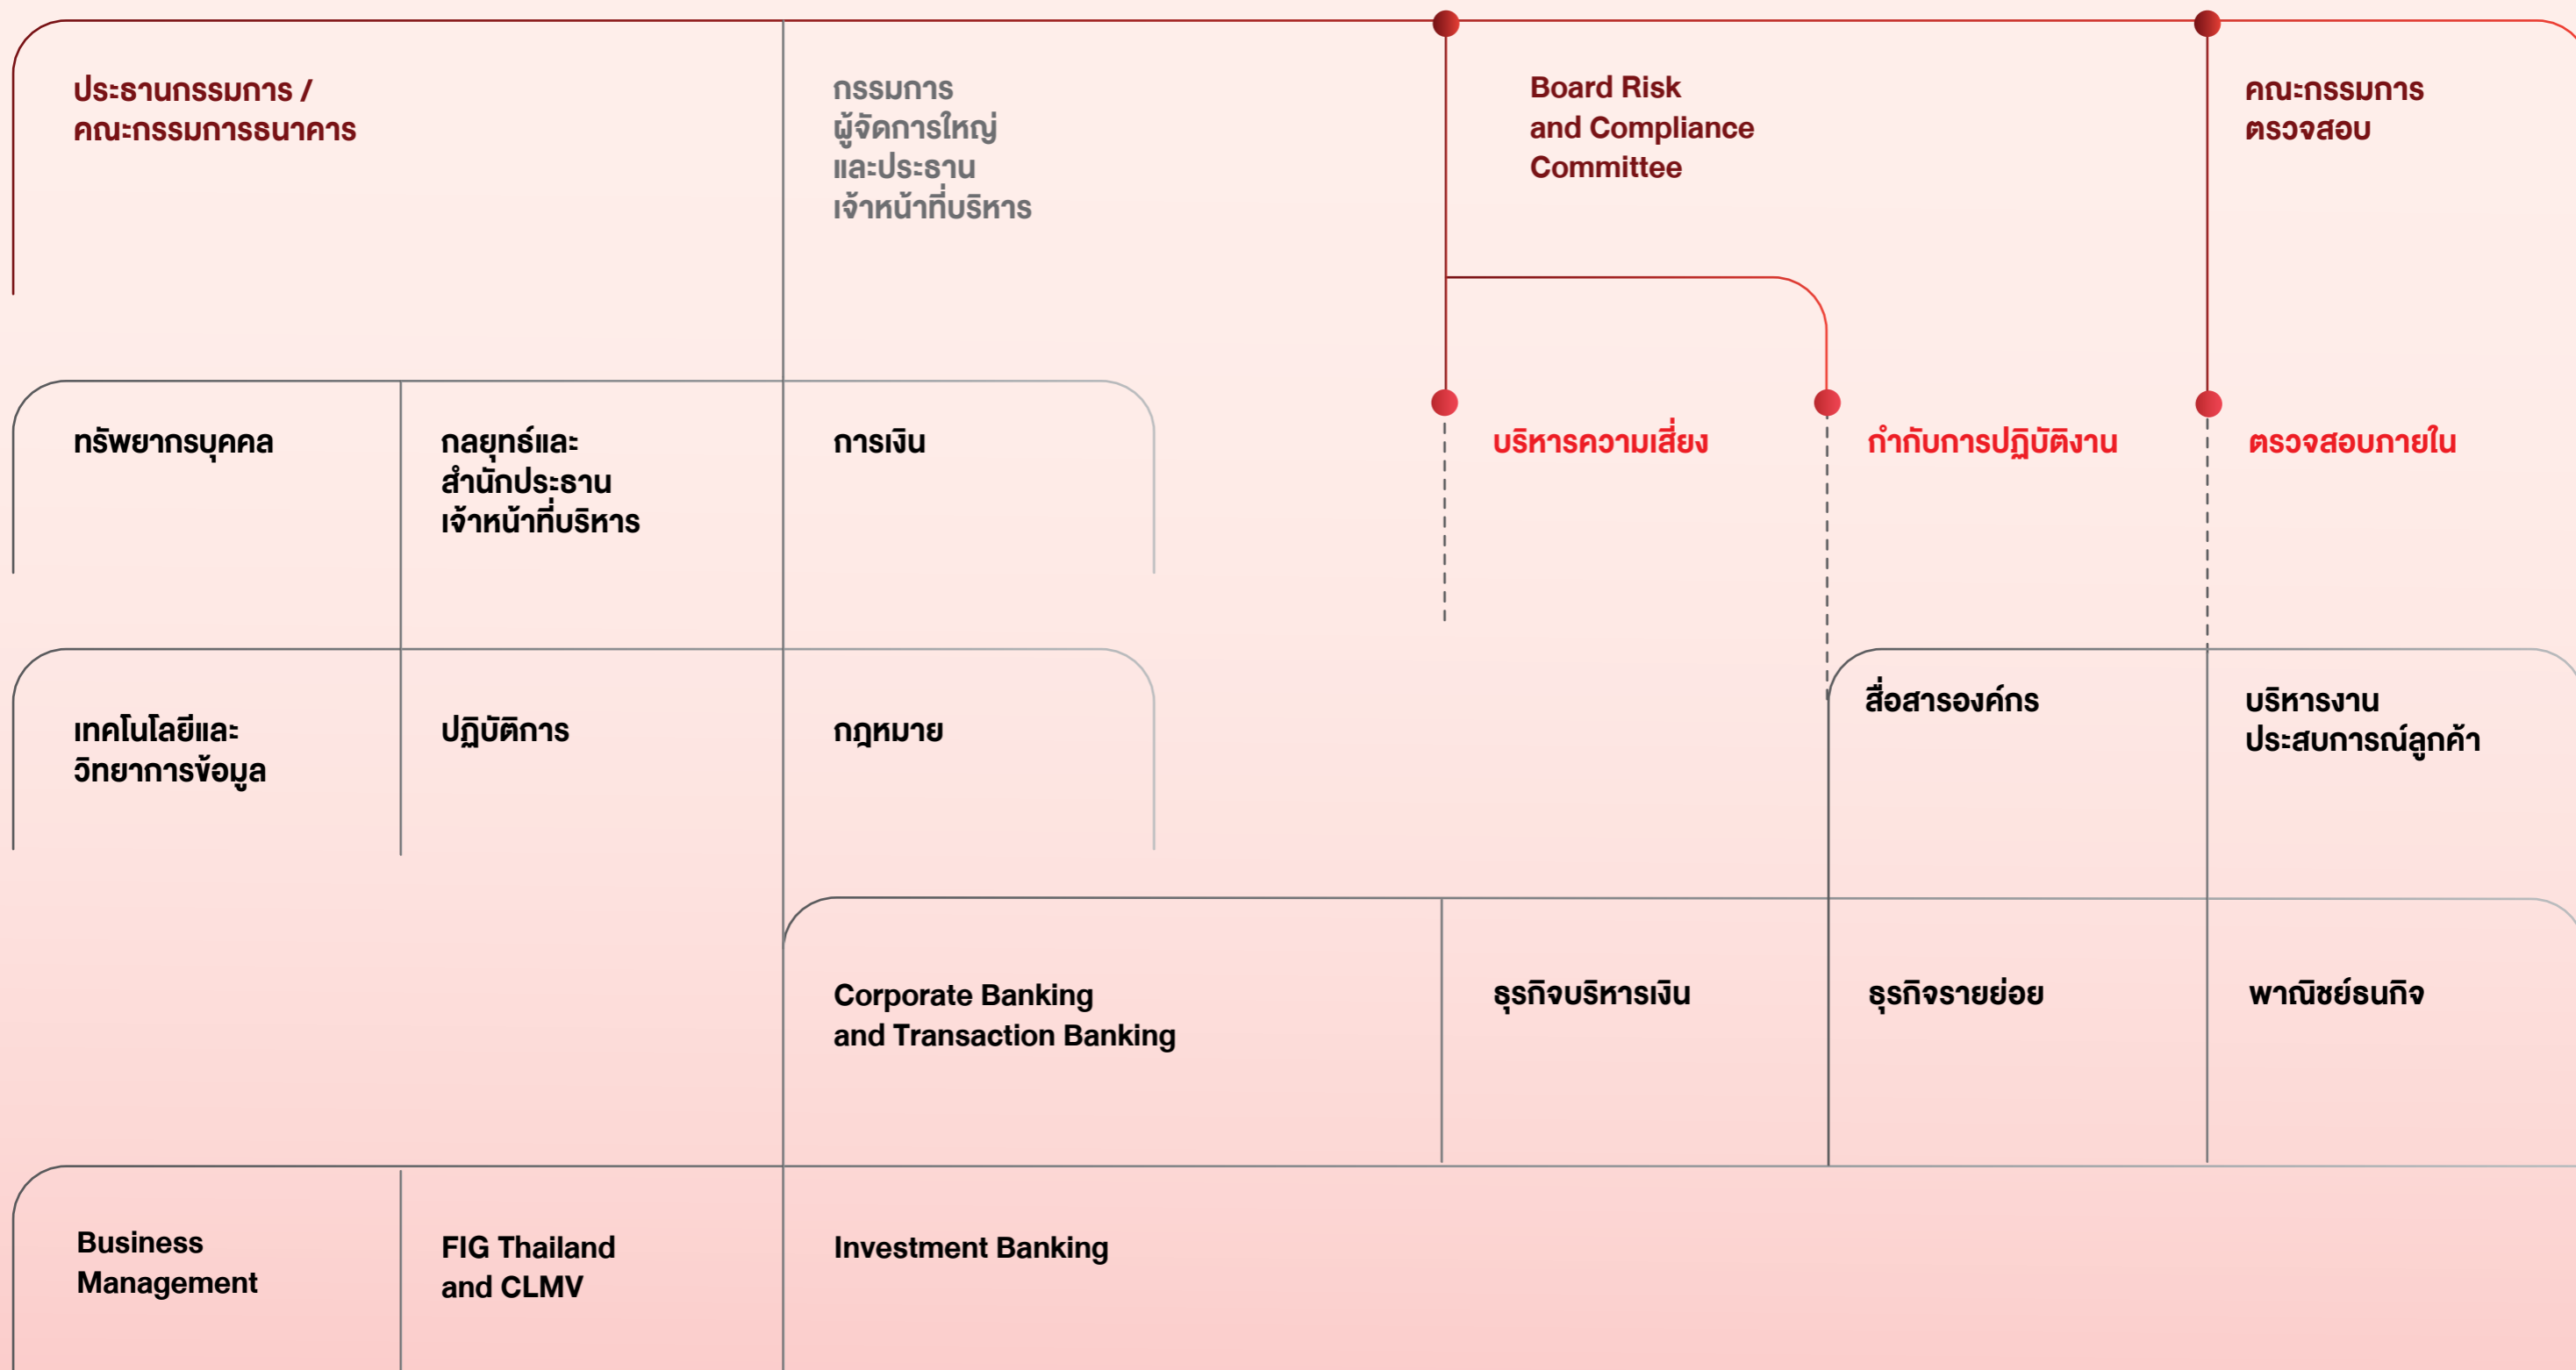 ประธานกรรมการ /
คณะกรรมการธนาคาร
กรรมการ
ผู้จัดการใหญ่
และประธาน
เจ้าหน้าที่บริหาร
Board Risk
and Compliance
Committee
คณะกรรมการ
ตรวจสอบ
ทรัพยากรบุคคล
กลยุทธ์และ
สำนักประธาน
เจ้าหน้าที่บริหาร
การเงิน
บริหารความเสี่ยง
กำกับการปฏิบัติงาน
ตรวจสอบภายใน
เทคโนโลยีและ
วิทยาการข้อมูล
ปฏิบัติการ
กฎหมาย
สื่อสารองค์กร
บริหารงาน
ประสบการณ์ลูกค้า
Corporate Banking
and Transaction Banking
ธุรกิจบริหารเงิน
ธุรกิจรายย่อย
พาณิชย์ธนกิจ
Business
Management
FIG Thailand
and CLMV
Investment Banking